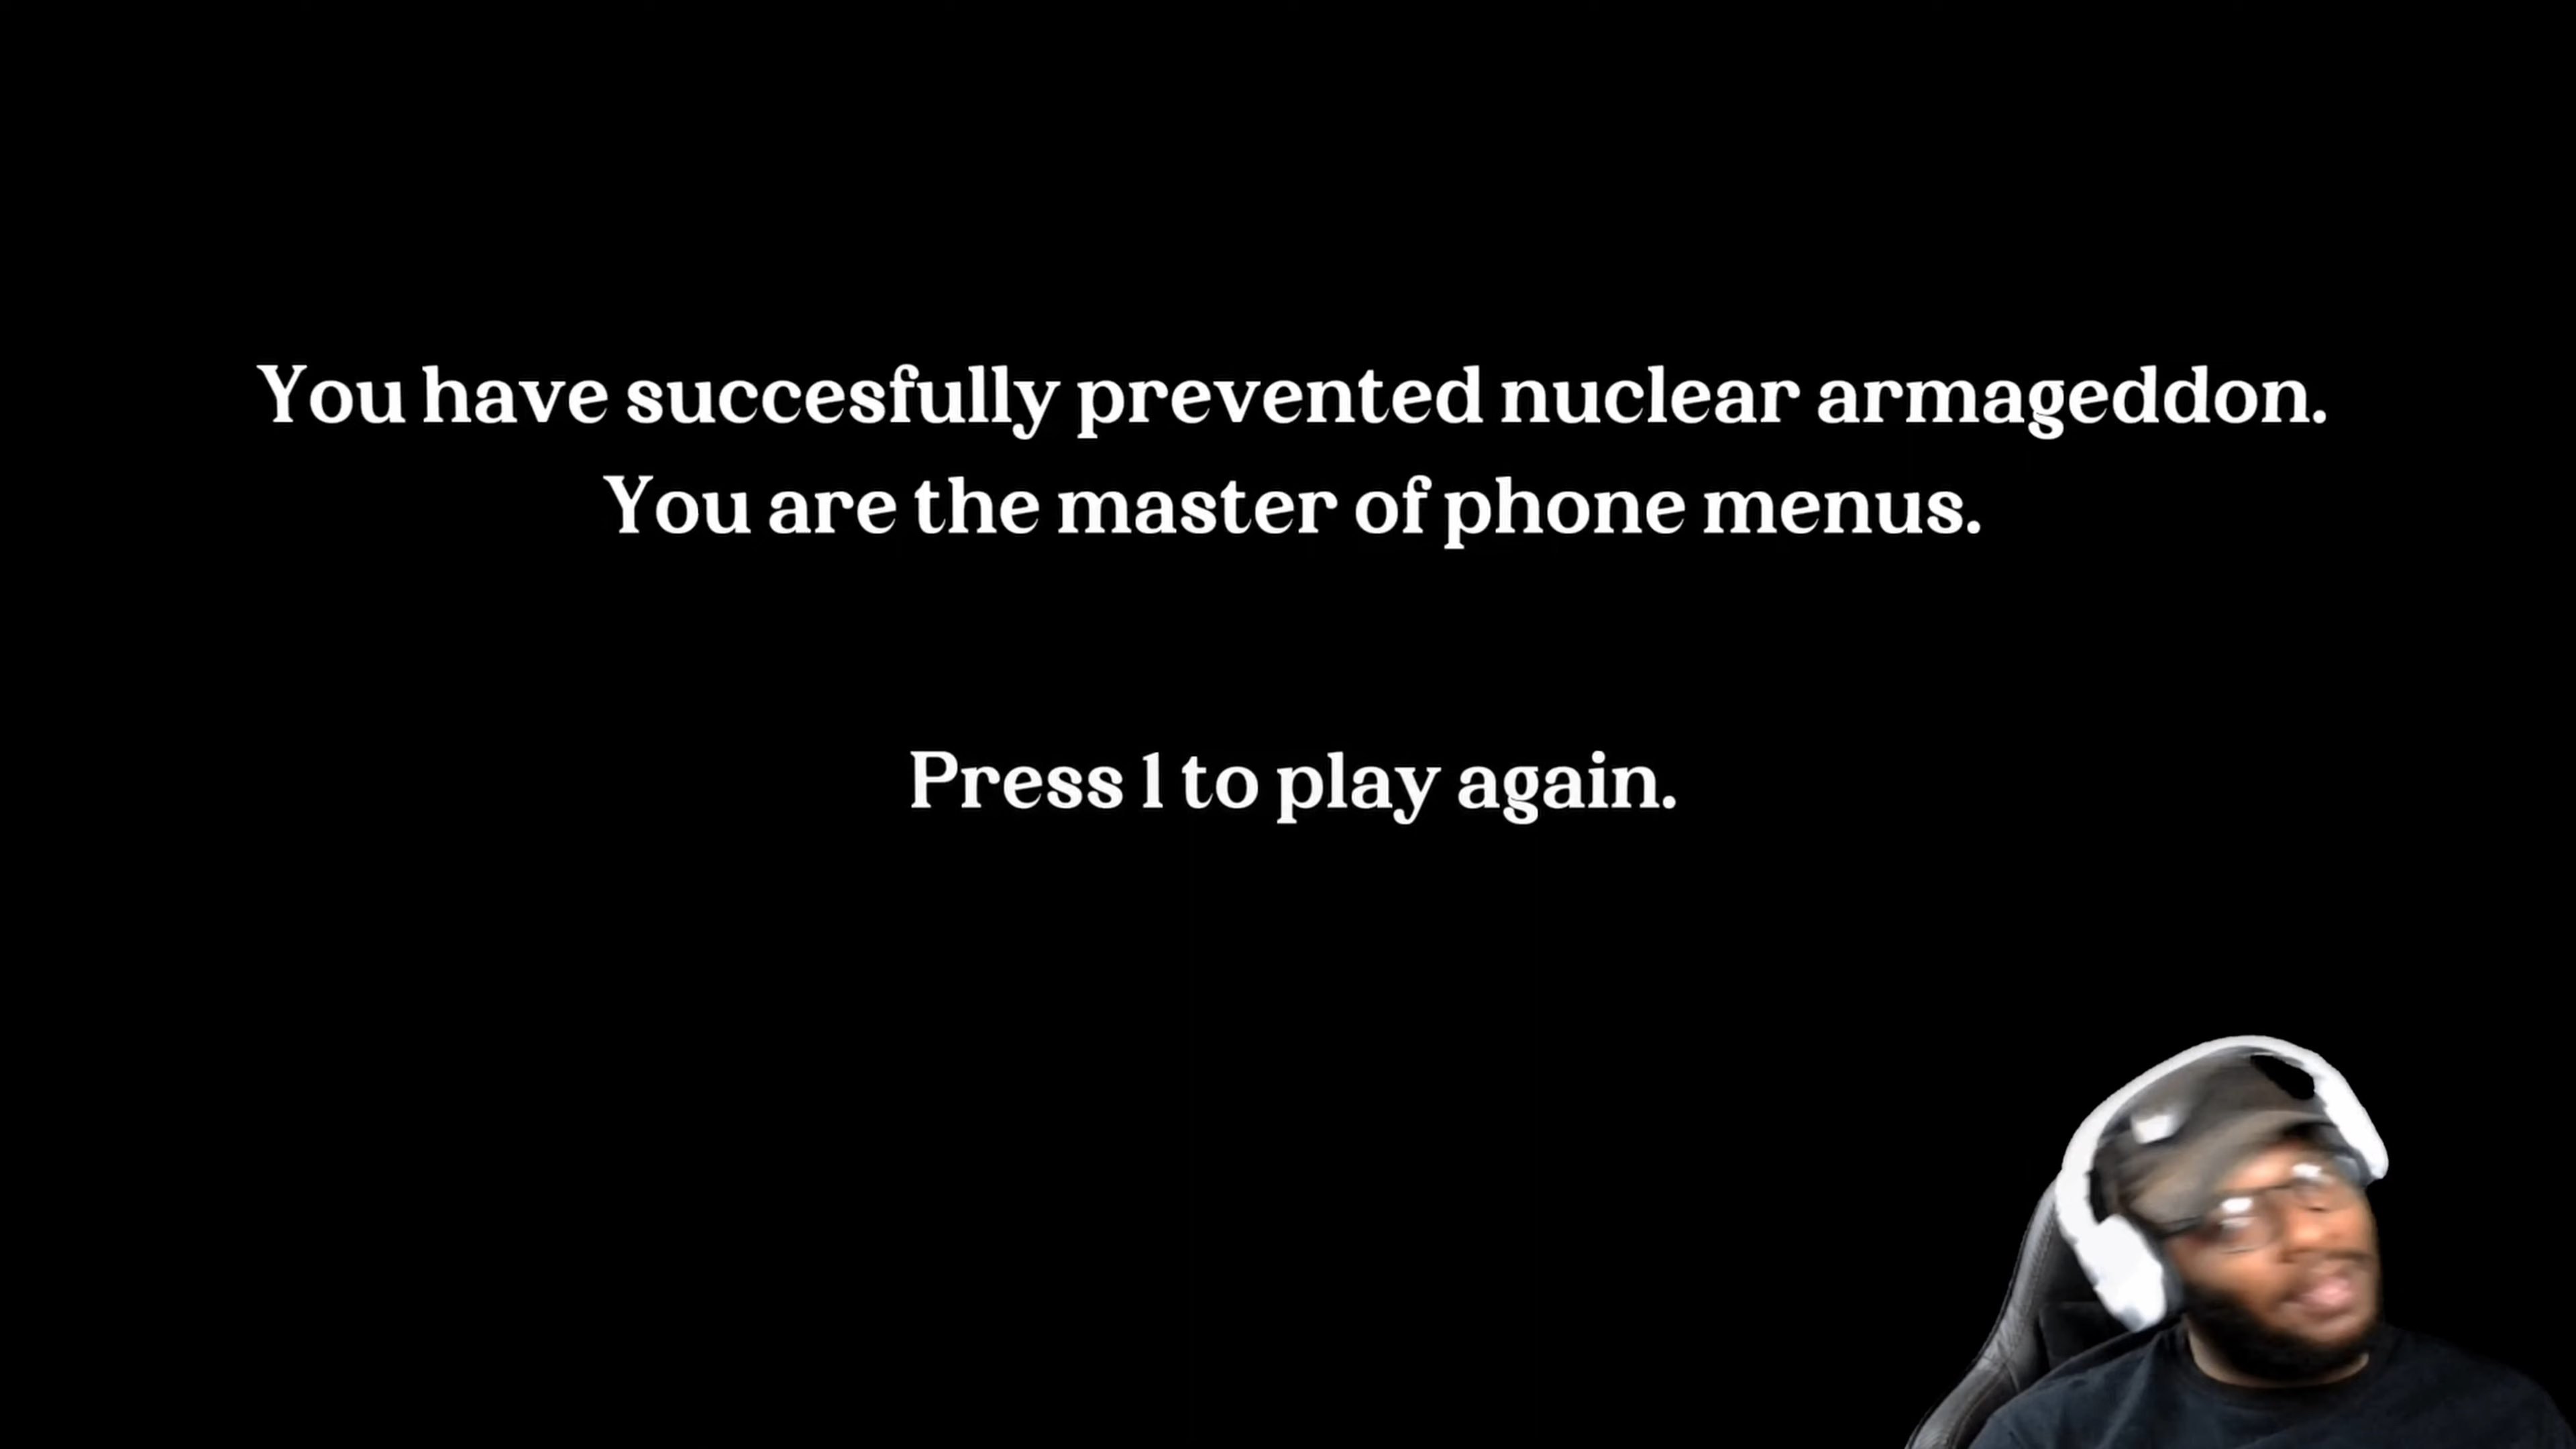 You have succesfully prevented nuclear armageddon.
You are the master of phone menus.
Press 1 to play again.